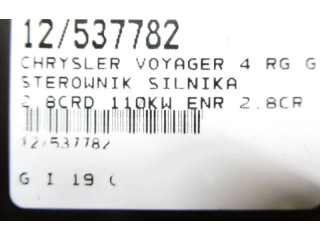 12/537782
CHRYSLER VOYAGER 4 RG G
STEROWNIK SILNIKA
2.8CRD 110KW ENR 2.8CR
12/537782
G I 19 (